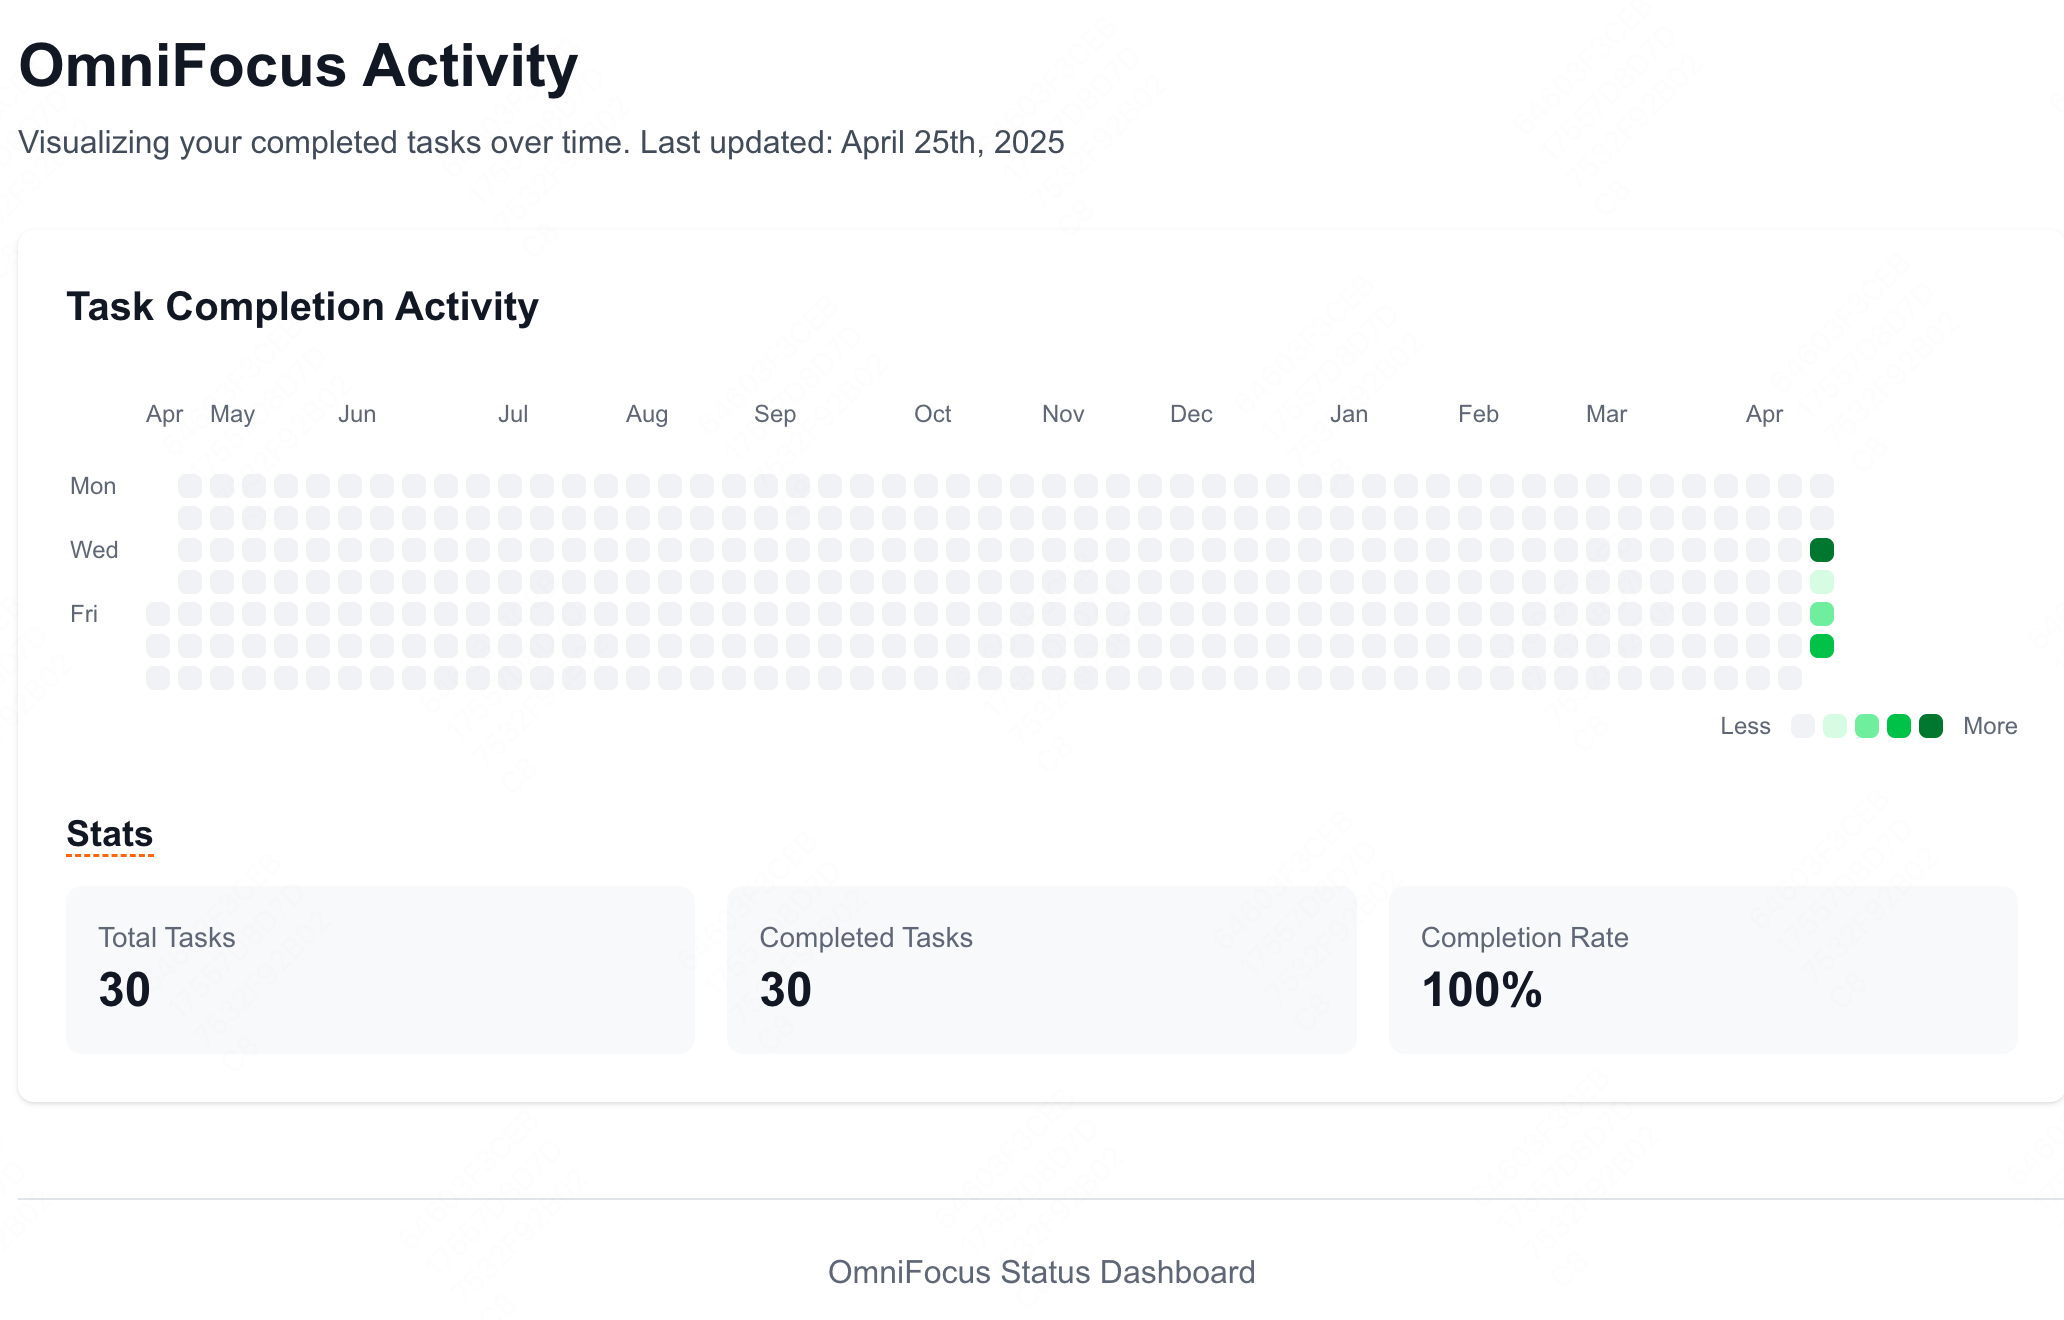 OmniFocus Activity
Visualizing your completed tasks over time. Last updated: April 25th, 2025
Task Completion Activity
Apr May Jun Jul Aug Sep Oct Nov Dec Jan Feb Mar Apr
Mon
Wed
Fri
Less More
Stats
Total Tasks Completed Tasks Completion Rate
30 30 100%
OmniFocus Status Dashboard